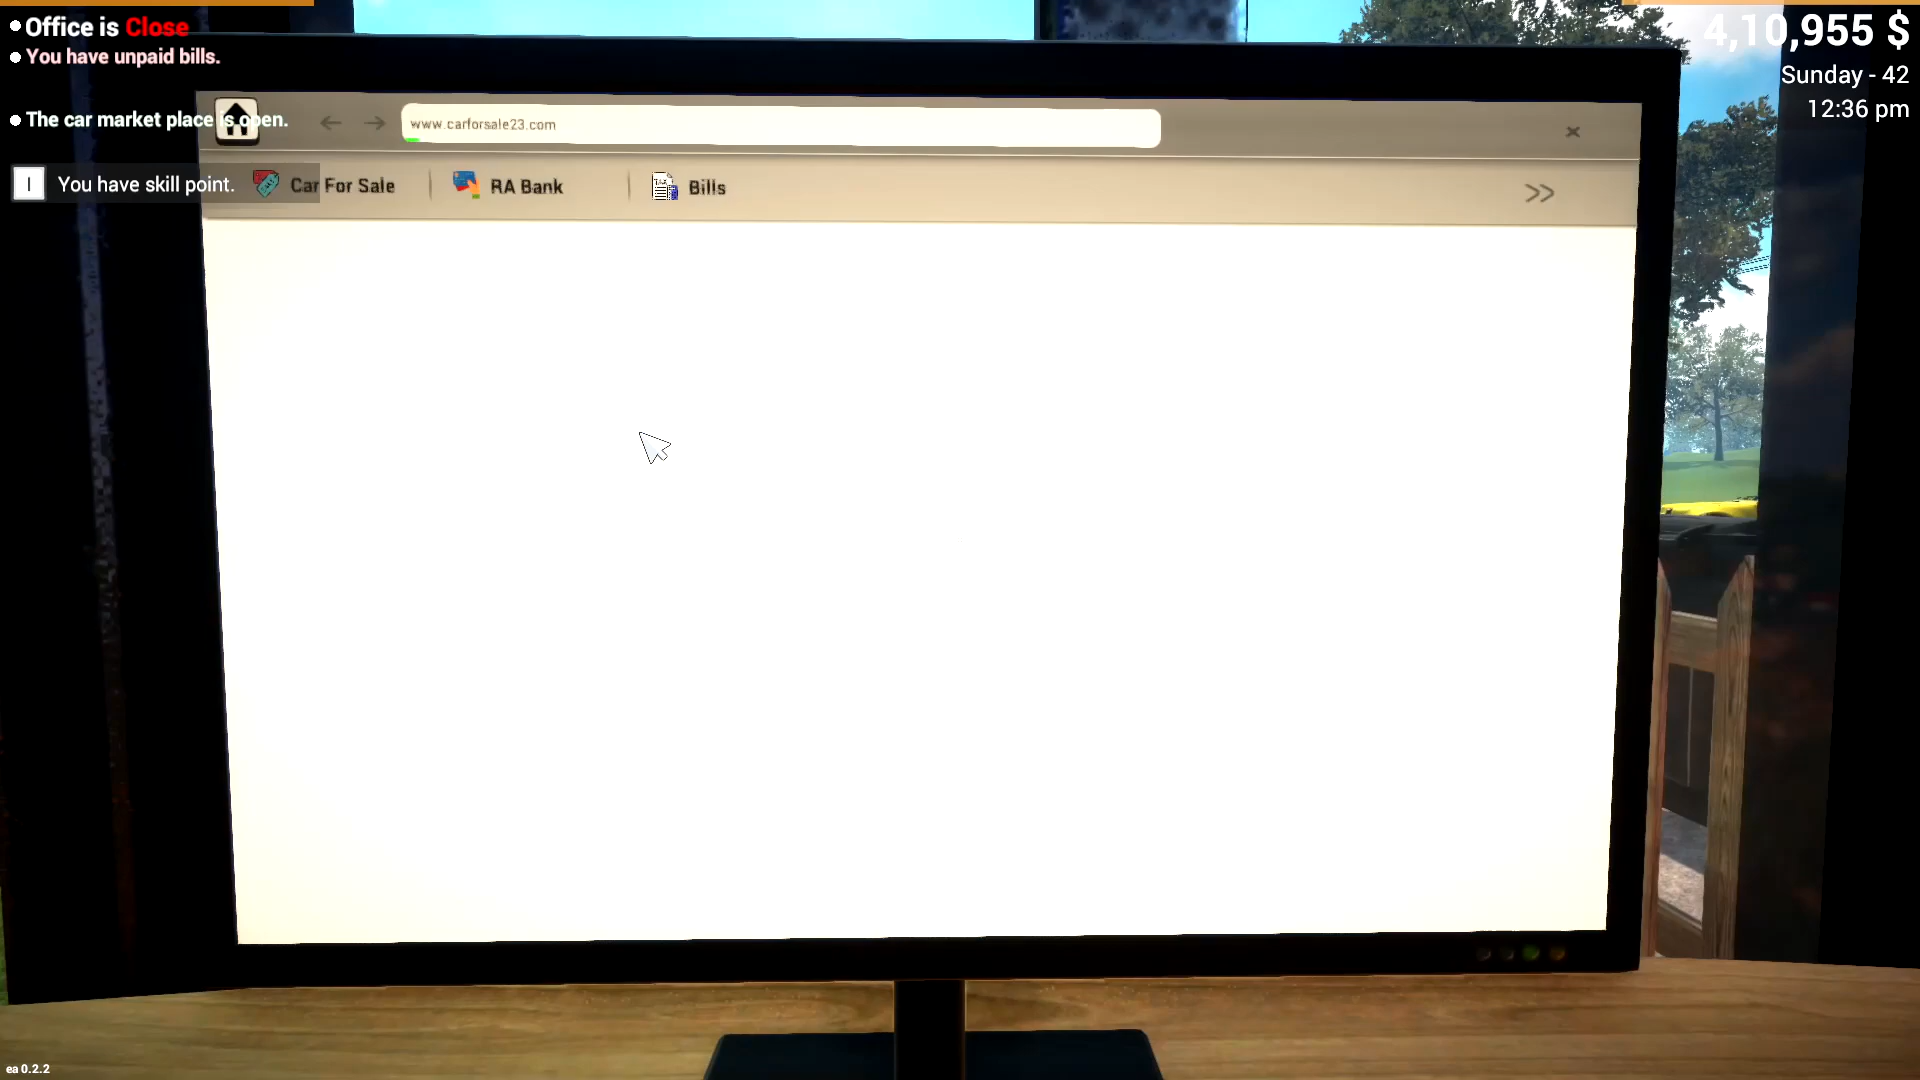 Office is Close
You have unpaid bills.
The car market place is open.
I You have skill point.
4,10,955 $
Sunday - 42
12:36 pm
www.carforsale23.com
Car For Sale
RA Bank
Bills
ea 0.2.2